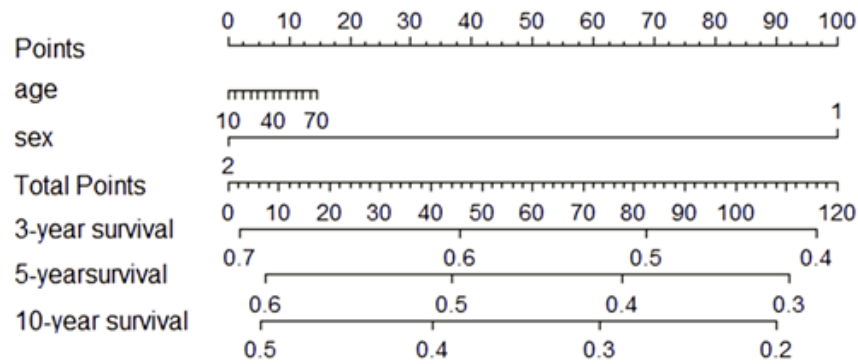 0 10 20 30 40 50 60 70 80 90 100
Points
age
10 40 70 1
sex
2
Total Points
0 10 20 30 40 50 60 70 80 90 100 120
3-year survival
0.7 0.6 0.5 0.4
5-yearsurvival
0.6 0.5 0.4 0.3
10-year survival
0.5 0.4 0.3 0.2